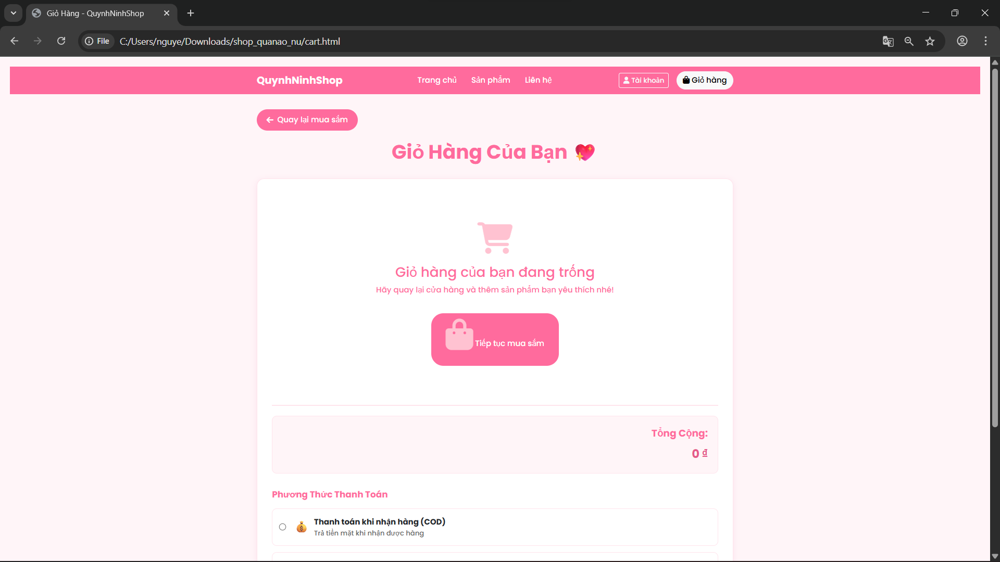 Giỏ Hàng - QuynhNinhShop
File
C:/Users/nguye/Downloads/shop_quanao_nu/cart.html
QuynhNinhShop
Trang chủ
Sản phẩm
Liên hệ
Tài khoản
Giỏ hàng
Quay lại mua sắm
Giỏ Hàng Của Bạn 💖
Giỏ hàng của bạn đang trống
Hãy quay lại cửa hàng và thêm sản phẩm bạn yêu thích nhé!
Tiếp tục mua sắm
Tổng Cộng:
0 ₫
Phương Thức Thanh Toán
Thanh toán khi nhận hàng (COD)
Trả tiền mặt khi nhận được hàng